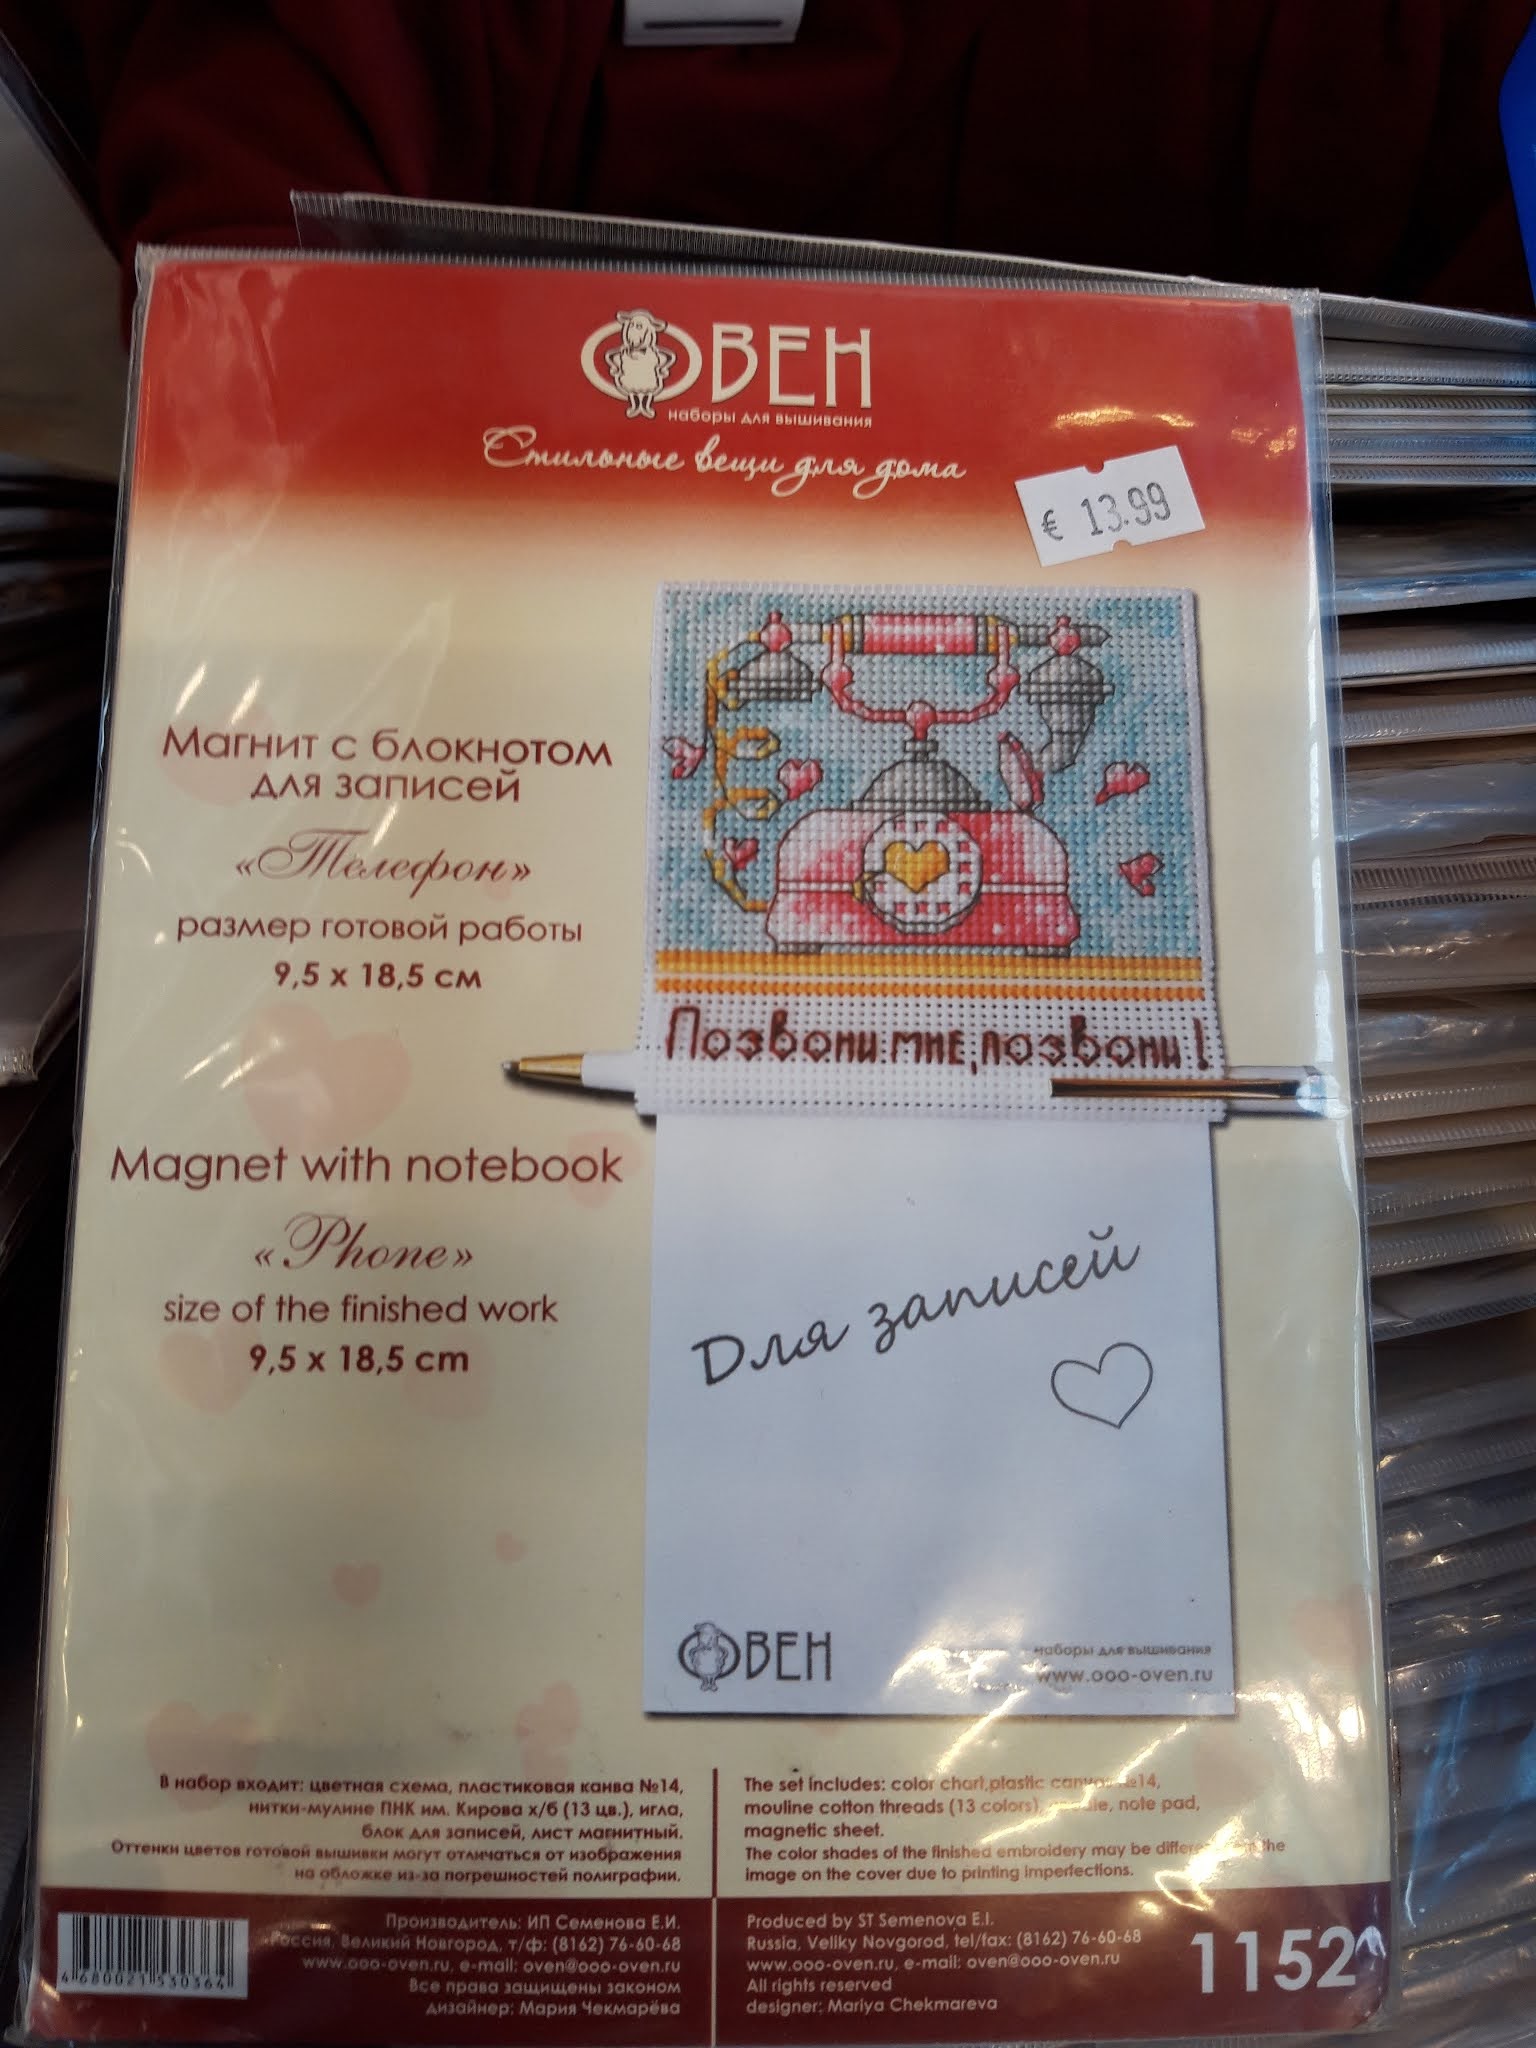 ОВЕН
наборы для вышивания
Стильные вещи для дома
€ 13.99
Магнит с блокнотом
для записей
«Телефон»
размер готовой работы
9,5 х 18,5 см
Позвони мне, позвони!
Magnet with notebook
«Phone»
size of the finished work
9,5 x 18,5 cm
Для записей
ОВЕН
наборы для вышивания
www.ooo-oven.ru
В набор входит: цветная схема, пластиковая канва №14,
нитки-мулине ПНК им. Кирова х/б (13 цв.), игла,
блок для записей, лист магнитный.
Оттенки цветов готовой вышивки могут отличаться от изображения
на обложке из-за погрешностей полиграфии.
The set includes: color chart,plastic canvas №14,
mouline cotton threads (13 colors), note pad,
magnetic sheet.
The color shades of the finished embroidery may be the
image on the cover due to printing imperfections.
4 680021 530364
Производитель: ИП Семенова Е.И.
Россия, Великий Новгород, т/ф: (8162) 76-60-68
www.ooo-oven.ru, e-mail: oven@ooo-oven.ru
Все права защищены законом
дизайнер: Мария Чекмарёва
Produced by ST Semenova E.I.
Russia, Veliky Novgorod, tel/fax: (8162) 76-60-68
www.ooo-oven.ru, e-mail: oven@ooo-oven.ru
All rights reserved
designer: Mariya Chekmareva
1152